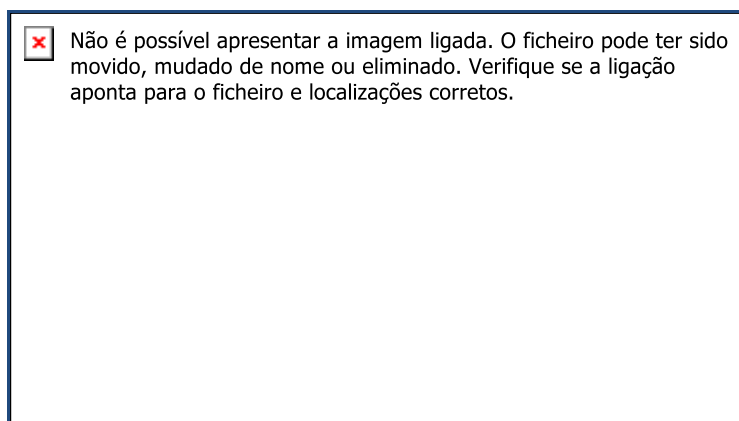 Não é possível apresentar a imagem ligada. O ficheiro pode ter sido
movido, mudado de nome ou eliminado. Verifique se a ligação
aponta para o ficheiro e localizações corretos.